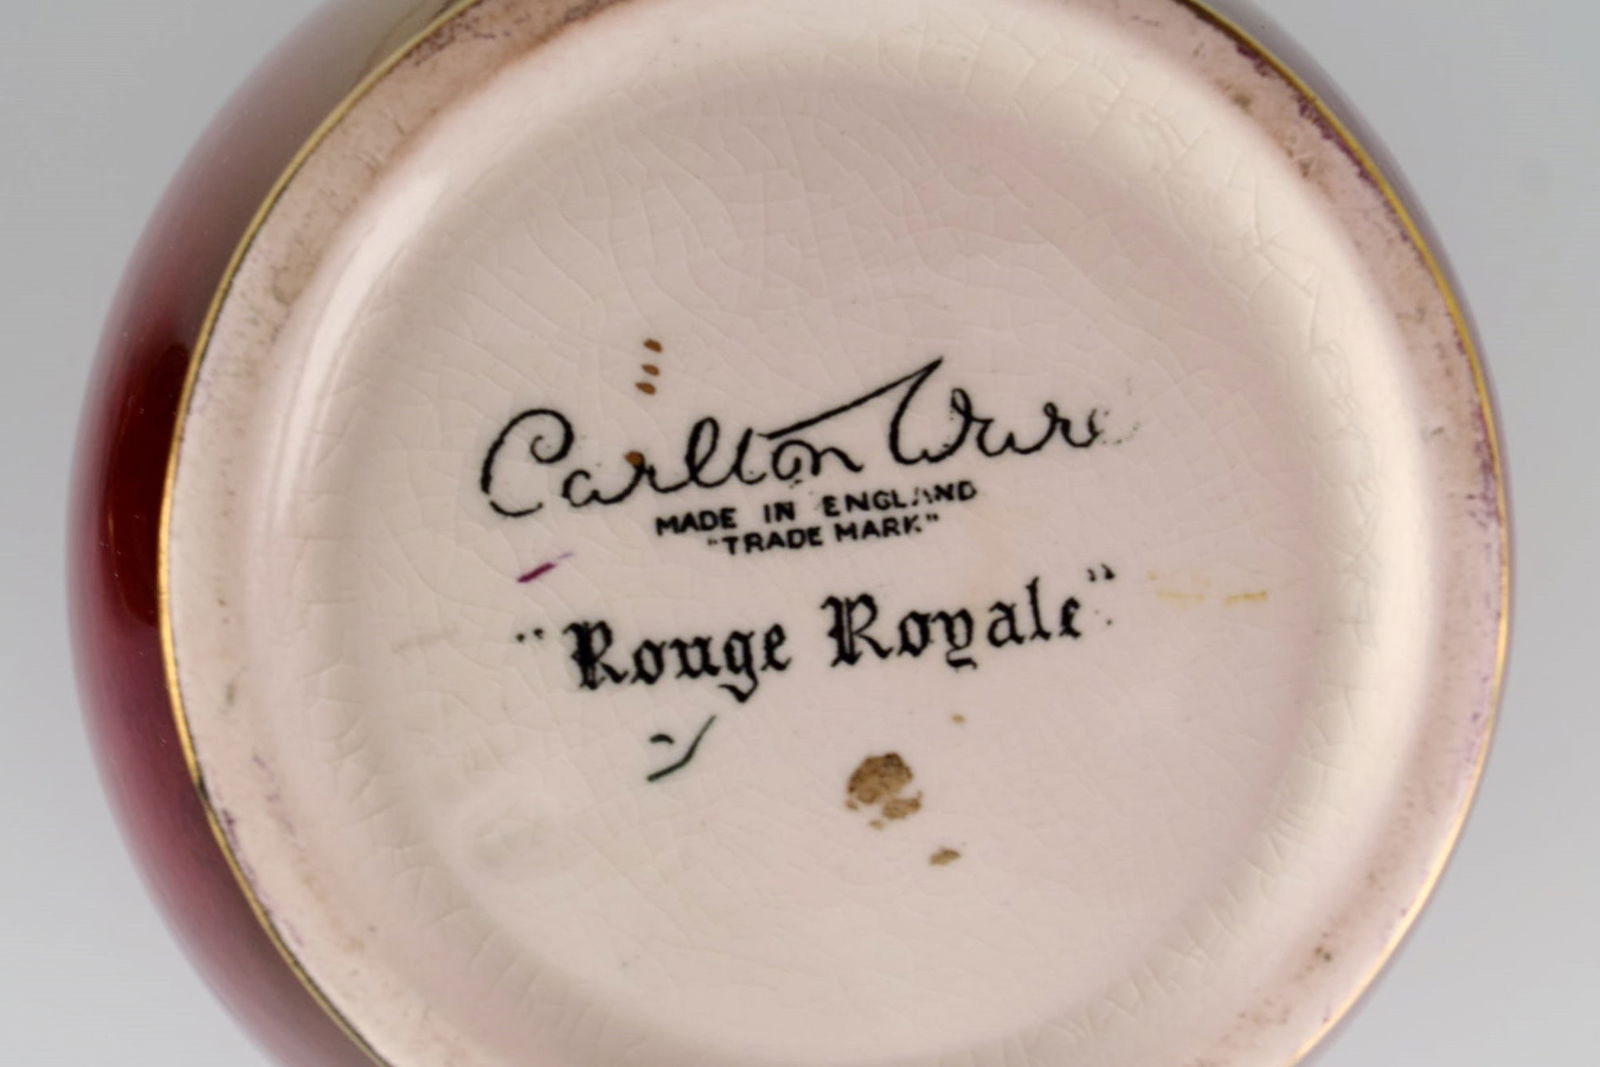 Carlton Ware
MADE IN ENGLAND
"TRADE MARK"
"Rouge Royale"